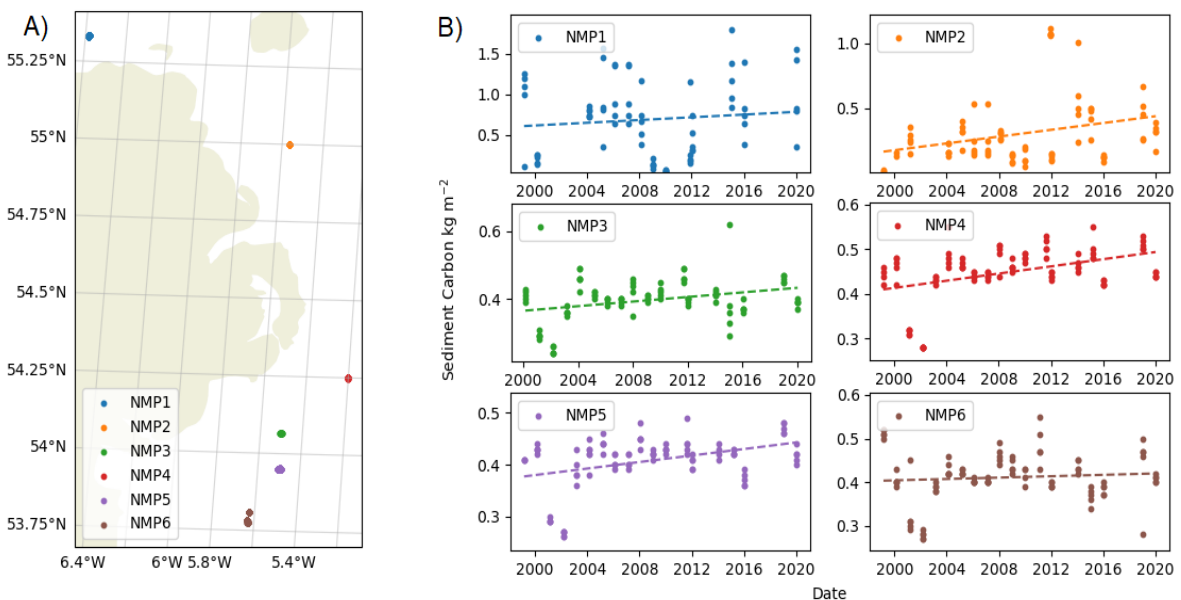 A)
55.25°N
55°N
54.75°N
54.5°N
54.25°N
54°N
53.75°N
6.4°W 6°W 5.8°W 5.4°W
NMP1
NMP2
NMP3
NMP4
NMP5
NMP6
B)
Sediment Carbon kg m⁻²
NMP1
1.5
1.0
0.5
2000 2004 2008 2012 2016 2020
NMP2
1.0
0.5
2000 2004 2008 2012 2016 2020
NMP3
0.6
0.4
2000 2004 2008 2012 2016 2020
NMP4
0.6
0.5
0.4
0.3
2000 2004 2008 2012 2016 2020
NMP5
0.5
0.4
0.3
2000 2004 2008 2012 2016 2020
NMP6
0.6
0.5
0.4
0.3
2000 2004 2008 2012 2016 2020
Date